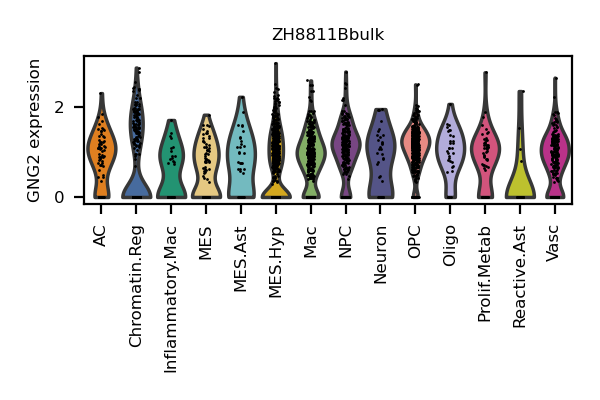 ZH8811Bbulk
GNG2 expression
2
0
AC
Chromatin.Reg
Inflammatory.Mac
MES
MES.Ast
MES.Hyp
Mac
NPC
Neuron
OPC
Oligo
Prolif.Metab
Reactive.Ast
Vasc